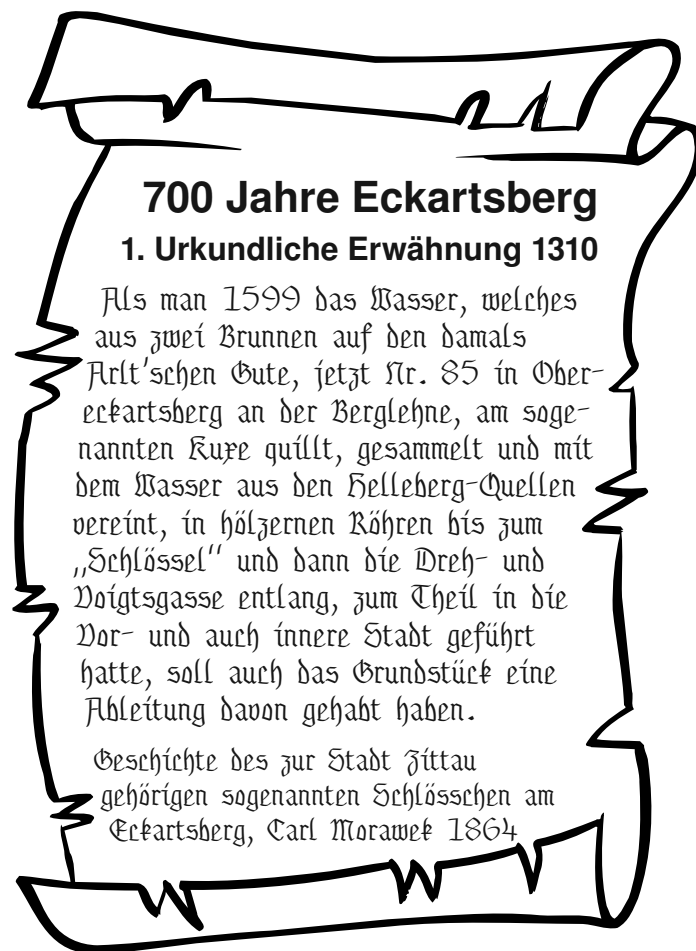 700 Jahre Eckartsberg
1. Urkundliche Erwähnung 1310
Als man 1599 das Wasser, welches
aus zwei Brunnen auf den damals
Arlt'schen Gute, jetzt Nr. 85 in Ober-
eckartsberg an der Berglehne, am soge-
nannten Kuxe quillt, gesammelt und mit
dem Wasser aus den Helleberg-Quellen
vereint, in hölzernen Röhren bis zum
„Schlössel“ und dann die Dreh- und
Voigtsgasse entlang, zum Theil in die
Vor- und auch innere Stadt geführt
hatte, soll auch das Grundstück eine
Ableitung davon gehabt haben.
Geschichte des zur Stadt Zittau
gehörigen sogenannten Schlösschen am
Eckartsberg, Carl Morawek 1864